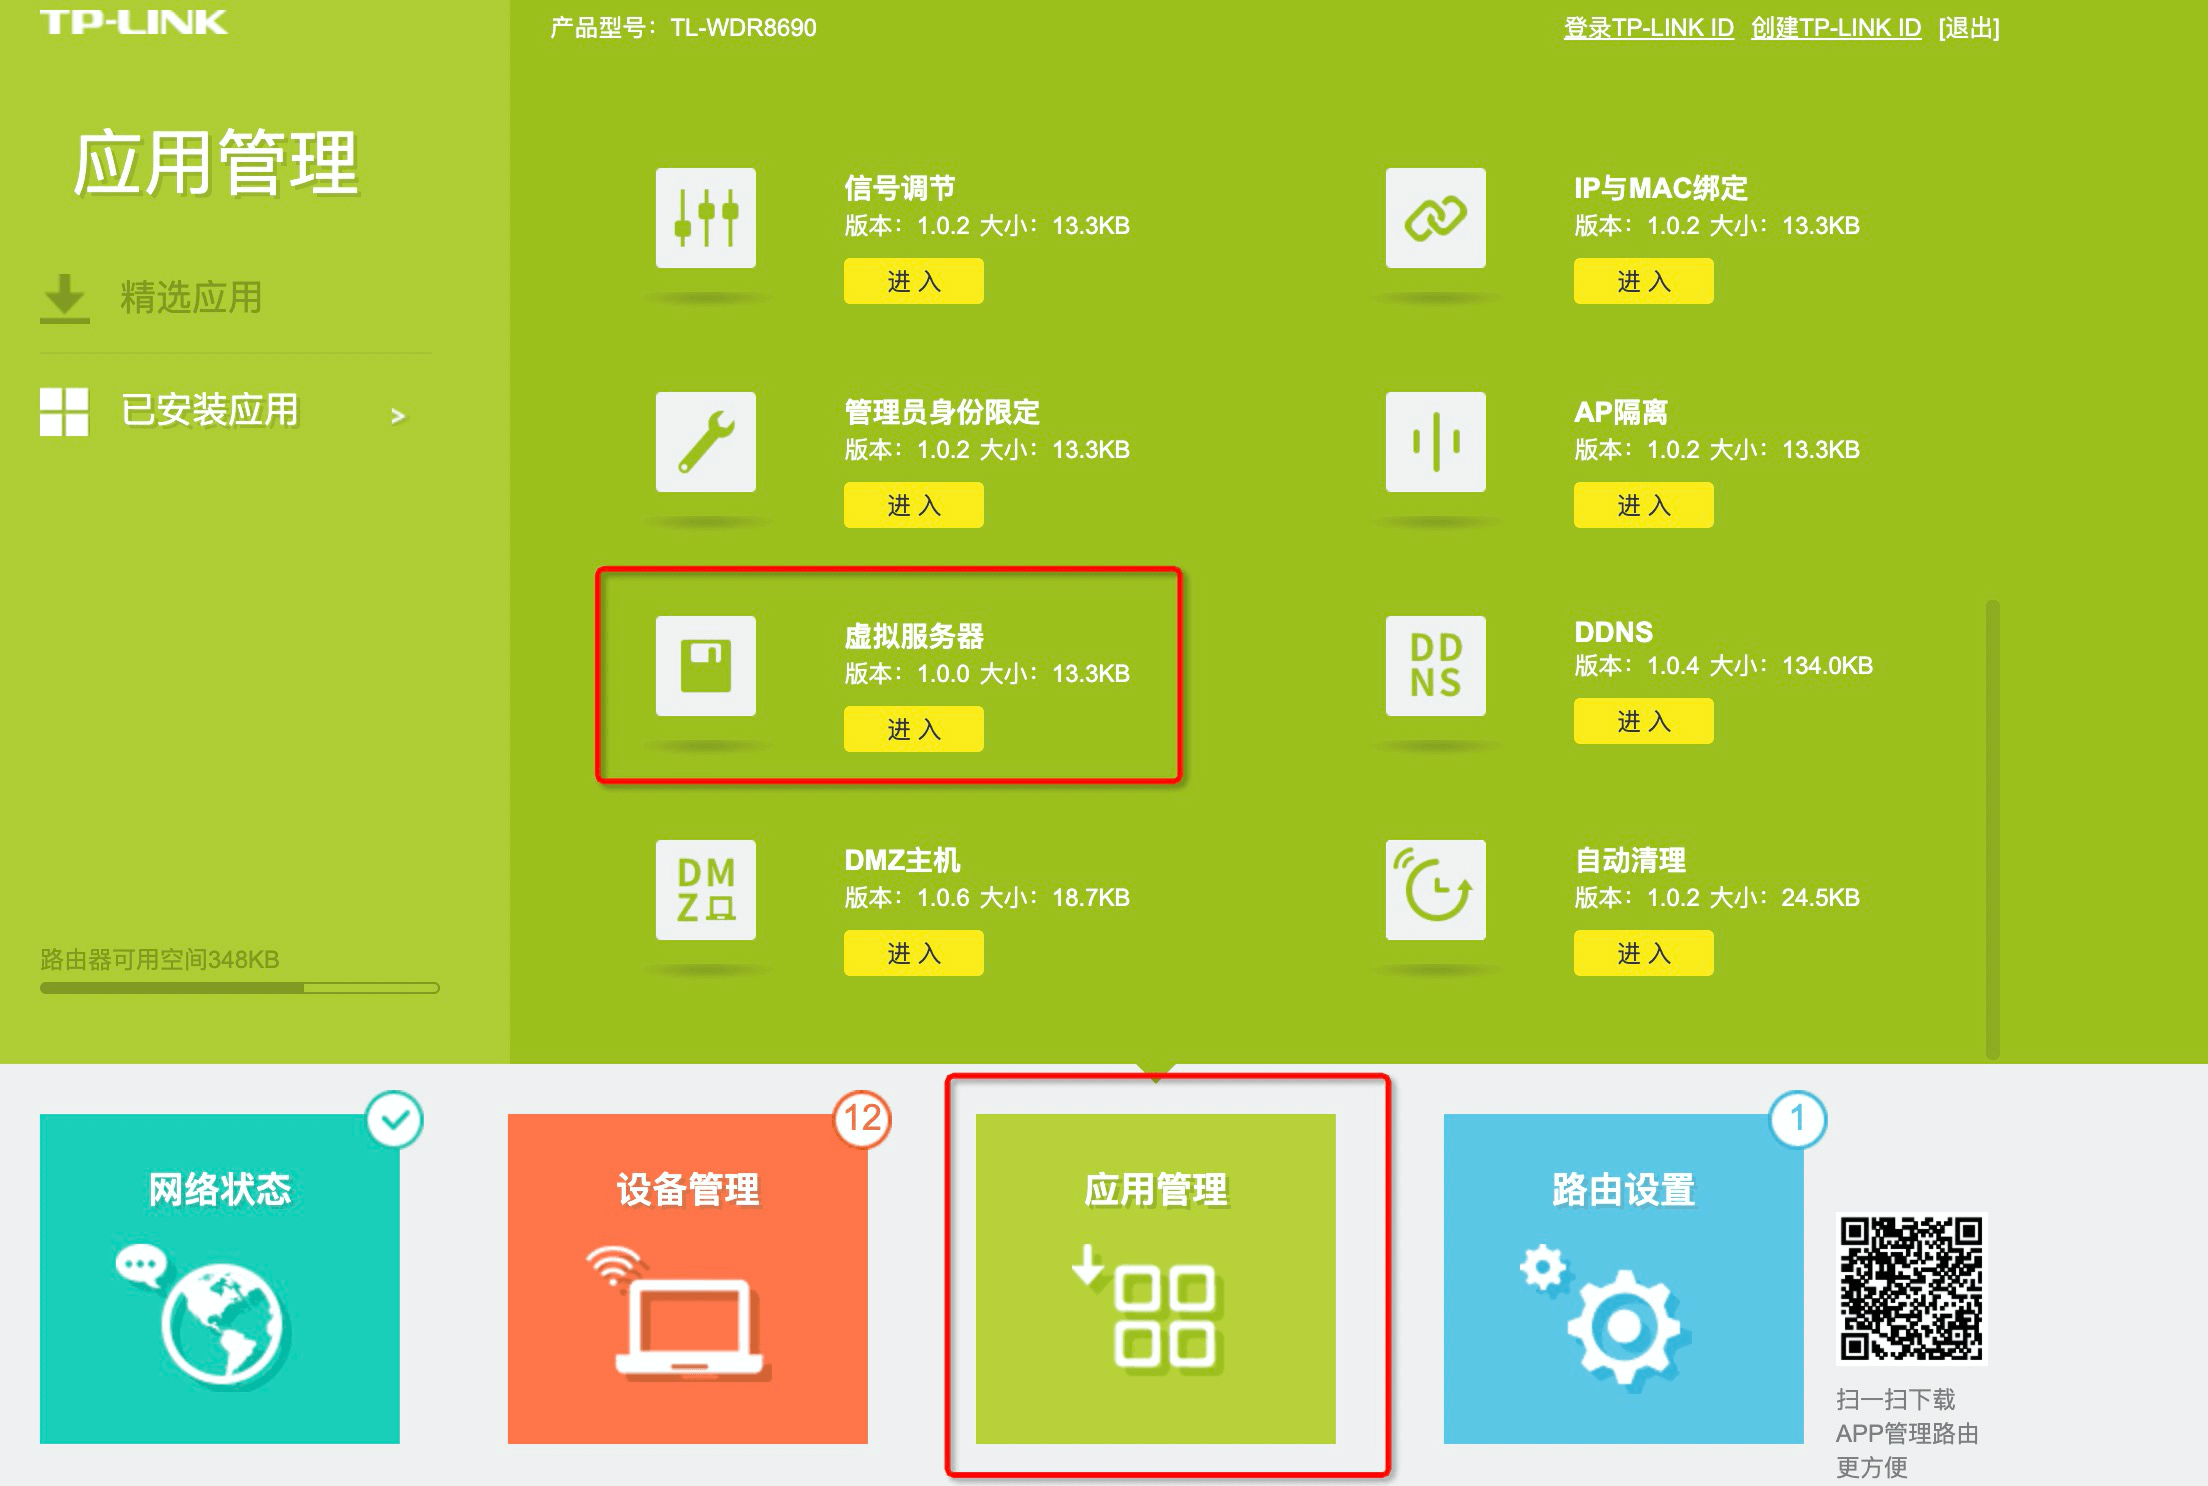 TP-LINK
产品型号：TL-WDR8690
登录TP-LINK ID 创建TP-LINK ID [退出]
应用管理
精选应用
已安装应用 >
路由器可用空间348KB
信号调节
版本：1.0.2 大小：13.3KB
进 入
IP与MAC绑定
版本：1.0.2 大小：13.3KB
进 入
管理员身份限定
版本：1.0.2 大小：13.3KB
进 入
AP隔离
版本：1.0.2 大小：13.3KB
进 入
虚拟服务器
版本：1.0.0 大小：13.3KB
进 入
DD
NS
DDNS
版本：1.0.4 大小：134.0KB
进 入
DM
Z
DMZ主机
版本：1.0.6 大小：18.7KB
进 入
自动清理
版本：1.0.2 大小：24.5KB
进 入
网络状态
12
设备管理
应用管理
1
路由设置
扫一扫下载
APP管理路由
更方便